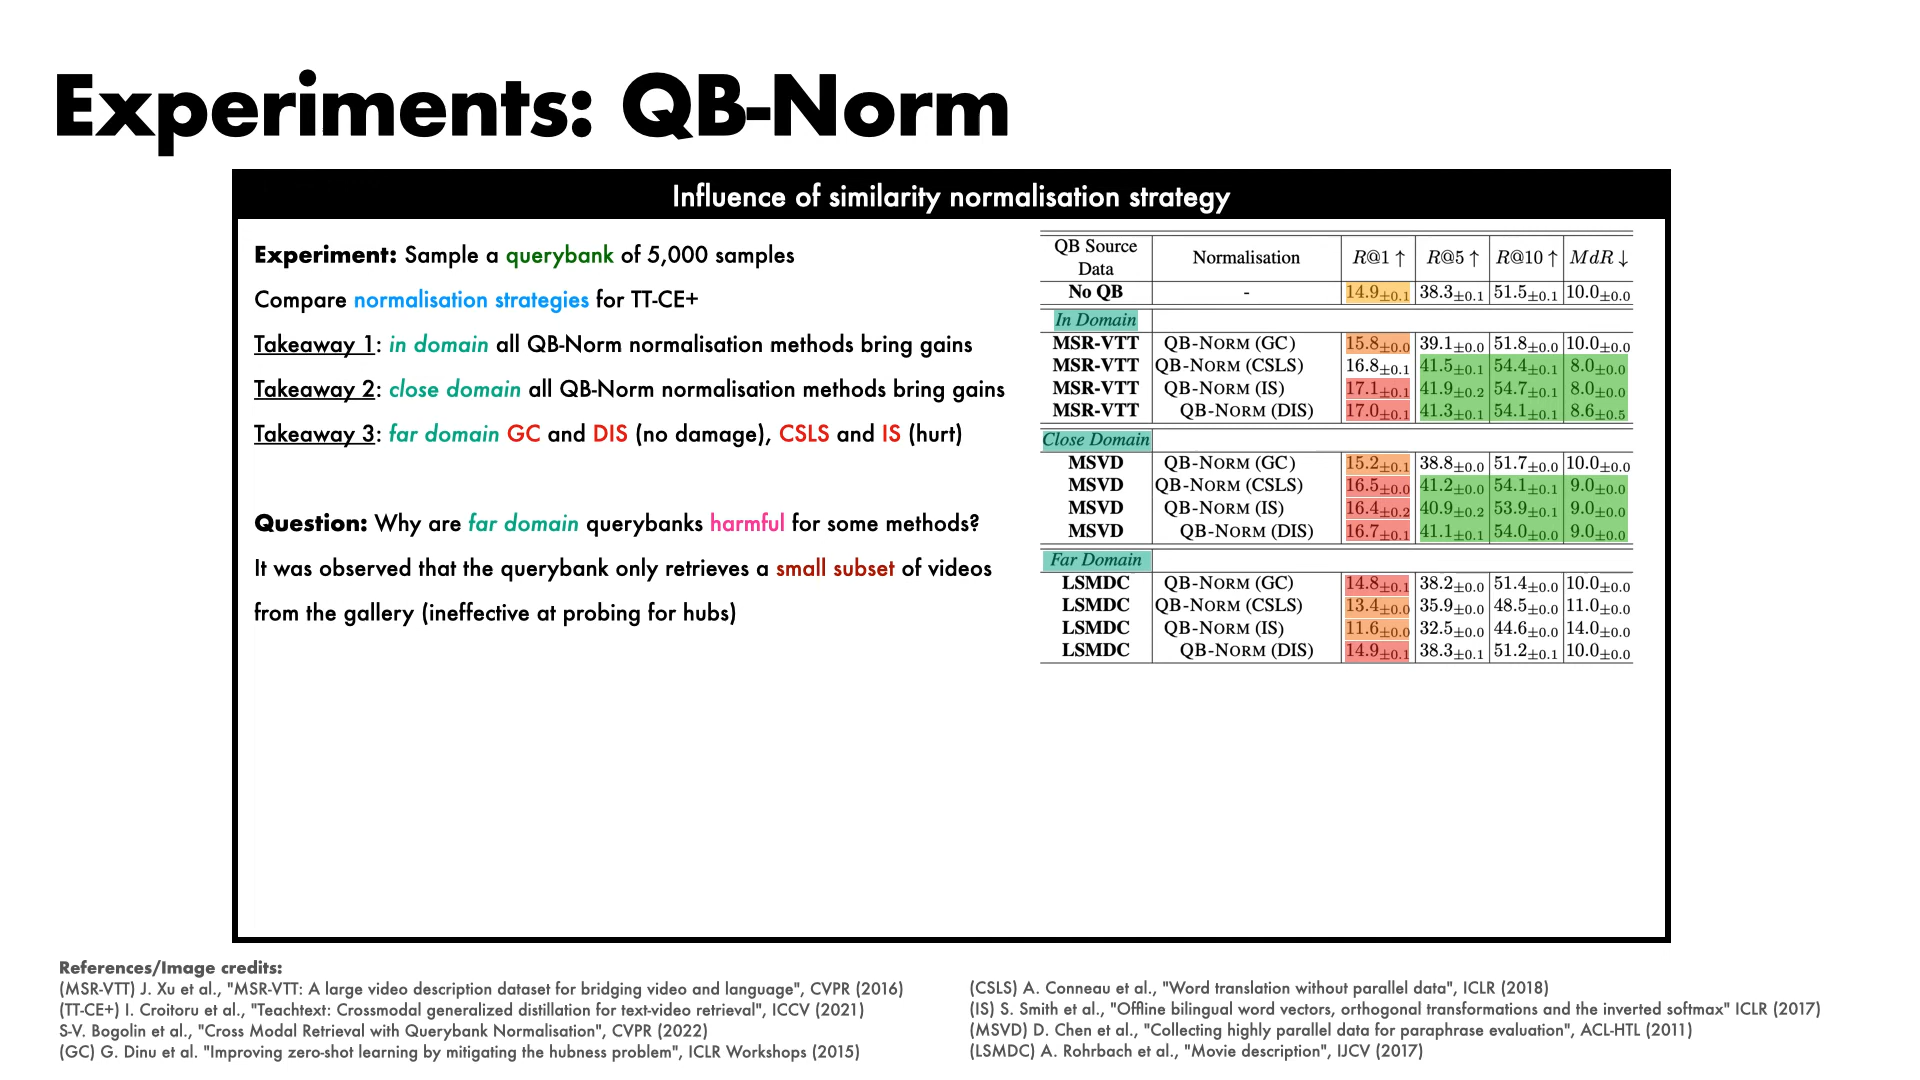 Experiments: QB-Norm
Influence of similarity normalisation strategy
Experiment: Sample a querybank of 5,000 samples
Compare normalisation strategies for TT-CE+
Takeaway 1: in domain all QB-Norm normalisation methods bring gains
Takeaway 2: close domain all QB-Norm normalisation methods bring gains
Takeaway 3: far domain GC and DIS (no damage), CSLS and IS (hurt)
Question: Why are far domain querybanks harmful for some methods?
It was observed that the querybank only retrieves a small subset of videos
from the gallery (ineffective at probing for hubs)
QB Source Data | Normalisation | R@1 ↑ | R@5 ↑ | R@10 ↑ | MdR ↓
No QB | - | 14.9±0.1 | 38.3±0.1 | 51.5±0.1 | 10.0±0.0
In Domain
MSR-VTT | QB-NORM (GC) | 15.8±0.0 | 39.1±0.0 | 51.8±0.0 | 10.0±0.0
MSR-VTT | QB-NORM (CSLS) | 16.8±0.1 | 41.5±0.1 | 54.4±0.1 | 8.0±0.0
MSR-VTT | QB-NORM (IS) | 17.1±0.1 | 41.9±0.2 | 54.7±0.1 | 8.0±0.0
MSR-VTT | QB-NORM (DIS) | 17.0±0.1 | 41.3±0.1 | 54.1±0.1 | 8.6±0.5
Close Domain
MSVD | QB-NORM (GC) | 15.2±0.1 | 38.8±0.0 | 51.7±0.0 | 10.0±0.0
MSVD | QB-NORM (CSLS) | 16.5±0.0 | 41.2±0.0 | 54.1±0.1 | 9.0±0.0
MSVD | QB-NORM (IS) | 16.4±0.2 | 40.9±0.2 | 53.9±0.1 | 9.0±0.0
MSVD | QB-NORM (DIS) | 16.7±0.1 | 41.1±0.1 | 54.0±0.0 | 9.0±0.0
Far Domain
LSMDC | QB-NORM (GC) | 14.8±0.1 | 38.2±0.0 | 51.4±0.0 | 10.0±0.0
LSMDC | QB-NORM (CSLS) | 13.4±0.0 | 35.9±0.0 | 48.5±0.0 | 11.0±0.0
LSMDC | QB-NORM (IS) | 11.6±0.0 | 32.5±0.0 | 44.6±0.0 | 14.0±0.0
LSMDC | QB-NORM (DIS) | 14.9±0.1 | 38.3±0.1 | 51.2±0.1 | 10.0±0.0
References/Image credits:
(MSR-VTT) J. Xu et al., "MSR-VTT: A large video description dataset for bridging video and language", CVPR (2016)
(TT-CE+) I. Croitoru et al., "Teachtext: Crossmodal generalized distillation for text-video retrieval", ICCV (2021)
S-V. Bogolin et al., "Cross Modal Retrieval with Querybank Normalisation", CVPR (2022)
(GC) G. Dinu et al. "Improving zero-shot learning by mitigating the hubness problem", ICLR Workshops (2015)
(CSLS) A. Conneau et al., "Word translation without parallel data", ICLR (2018)
(IS) S. Smith et al., "Offline bilingual word vectors, orthogonal transformations and the inverted softmax" ICLR (2017)
(MSVD) D. Chen et al., "Collecting highly parallel data for paraphrase evaluation", ACL-HTL (2011)
(LSMDC) A. Rohrbach et al., "Movie description", IJCV (2017)